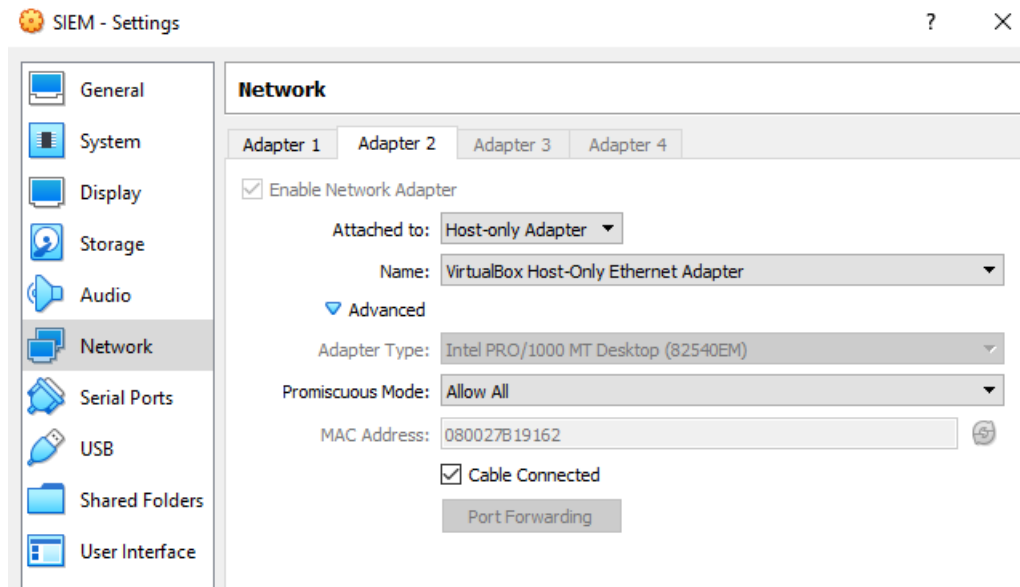 SIEM - Settings ? ×
General
System
Display
Storage
Audio
Network
Serial Ports
USB
Shared Folders
User Interface
Network
Adapter 1 Adapter 2 Adapter 3 Adapter 4
Enable Network Adapter
Attached to: Host-only Adapter
Name: VirtualBox Host-Only Ethernet Adapter
Advanced
Adapter Type: Intel PRO/1000 MT Desktop (82540EM)
Promiscuous Mode: Allow All
MAC Address: 080027B19162
Cable Connected
Port Forwarding